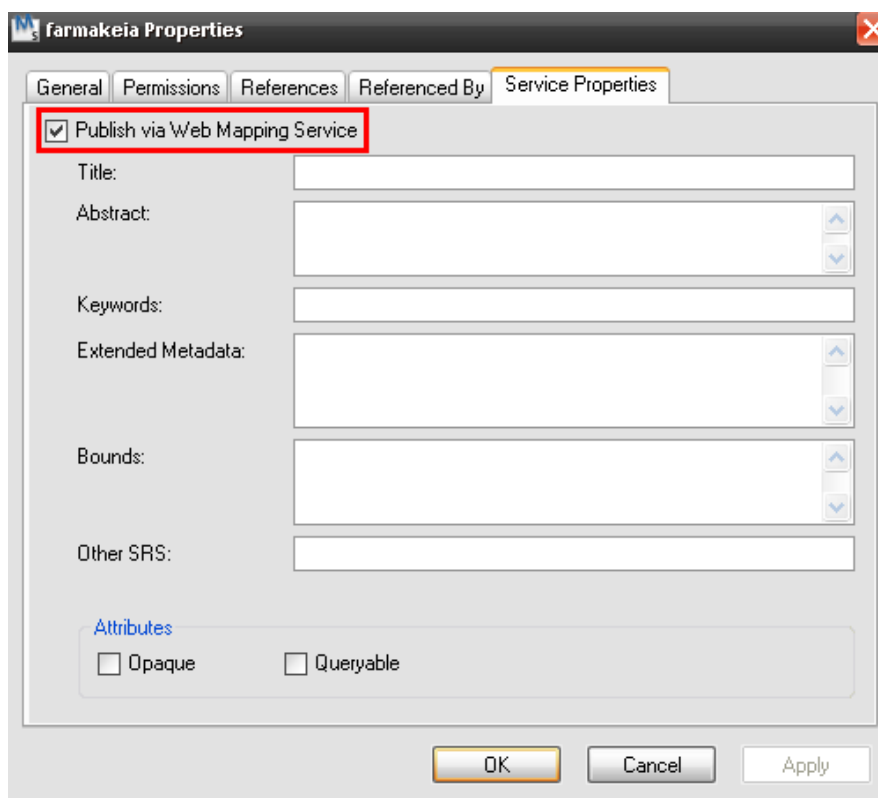 farmakeia Properties
General Permissions References Referenced By Service Properties
Publish via Web Mapping Service
Title:
Abstract:
Keywords:
Extended Metadata:
Bounds:
Other SRS:
Attributes
Opaque Queryable
OK Cancel Apply